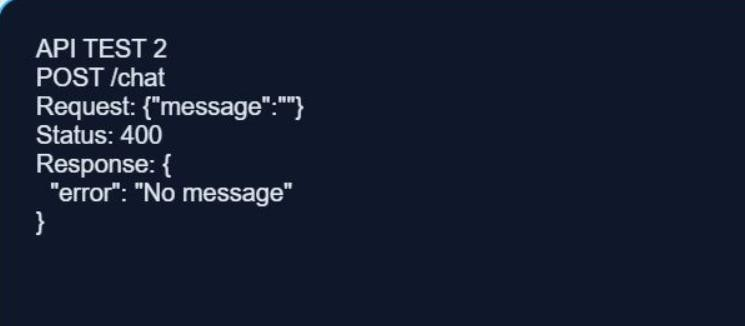 API TEST 2
POST /chat
Request: {"message":""}
Status: 400
Response: {
  "error": "No message"
}